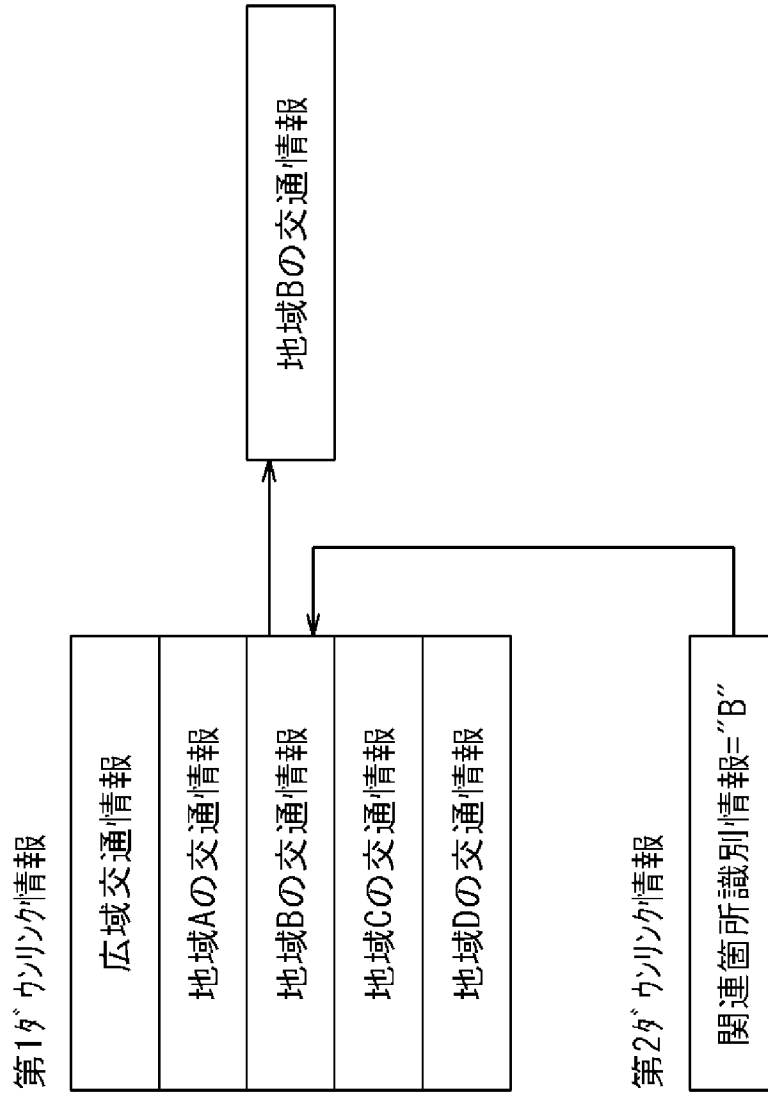 第1ﾀﾞｳﾝﾘﾝｸ情報
広域交通情報
地域Aの交通情報
地域Bの交通情報
地域Cの交通情報
地域Dの交通情報
地域Bの交通情報
第2ﾀﾞｳﾝﾘﾝｸ情報
関連箇所識別情報="B"